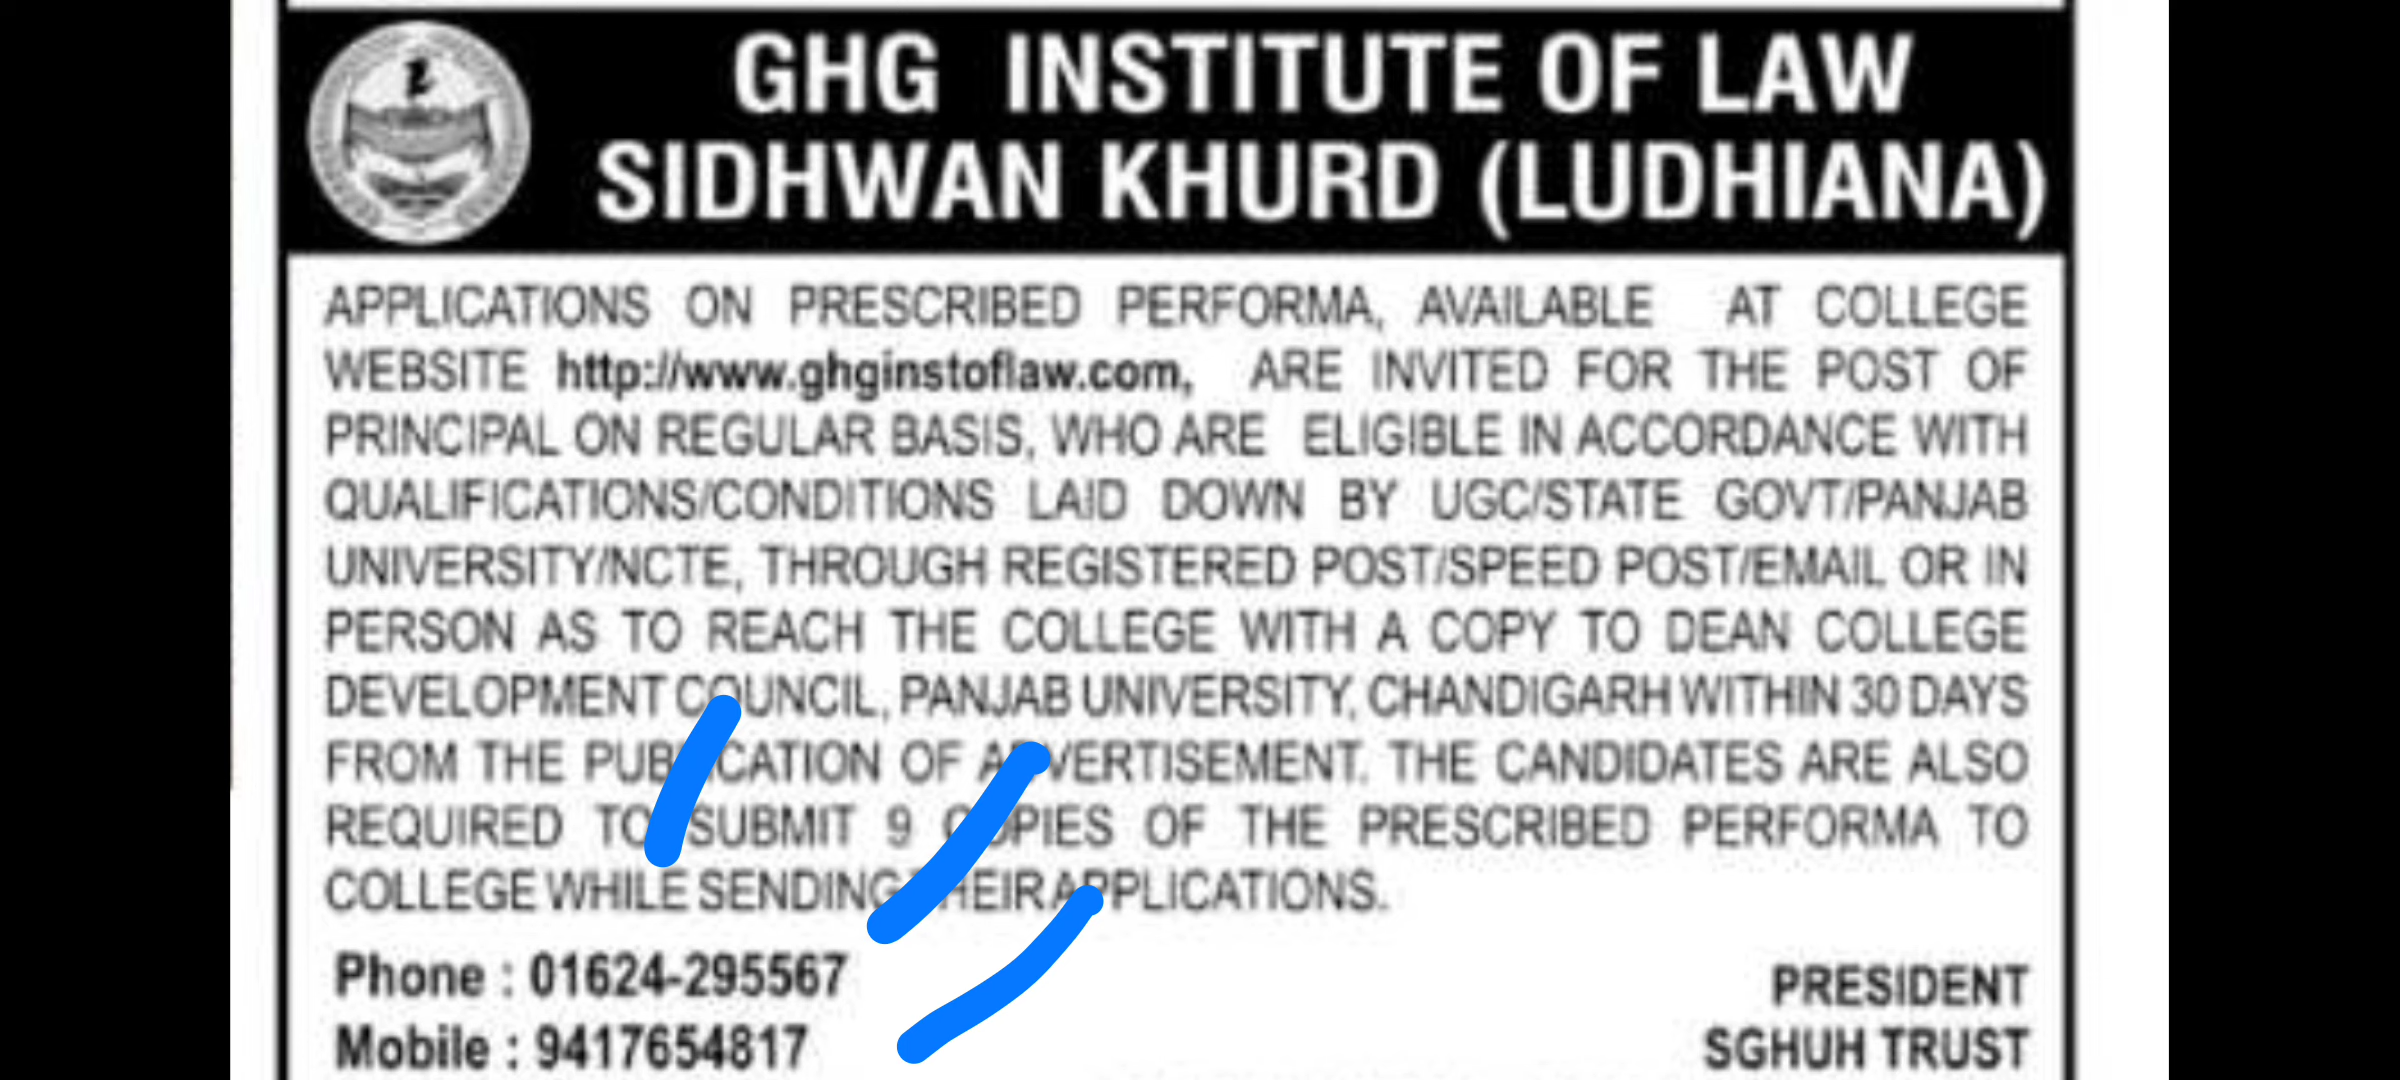 GHG INSTITUTE OF LAW
SIDHWAN KHURD (LUDHIANA)
APPLICATIONS ON PRESCRIBED PERFORMA, AVAILABLE AT COLLEGE
WEBSITE http://www.ghginstoflaw.com, ARE INVITED FOR THE POST OF
PRINCIPAL ON REGULAR BASIS, WHO ARE ELIGIBLE IN ACCORDANCE WITH
QUALIFICATIONS/CONDITIONS LAID DOWN BY UGC/STATE GOVT/PANJAB
UNIVERSITY/NCTE, THROUGH REGISTERED POST/SPEED POST/EMAIL OR IN
PERSON AS TO REACH THE COLLEGE WITH A COPY TO DEAN COLLEGE
DEVELOPMENT COUNCIL, PANJAB UNIVERSITY, CHANDIGARH WITHIN 30 DAYS
FROM THE PUBLICATION OF ADVERTISEMENT. THE CANDIDATES ARE ALSO
REQUIRED TO SUBMIT 9 COPIES OF THE PRESCRIBED PERFORMA TO
COLLEGE WHILE SENDING THEIR APPLICATIONS.
Phone : 01624-295567
PRESIDENT
Mobile : 9417654817
SGHUH TRUST